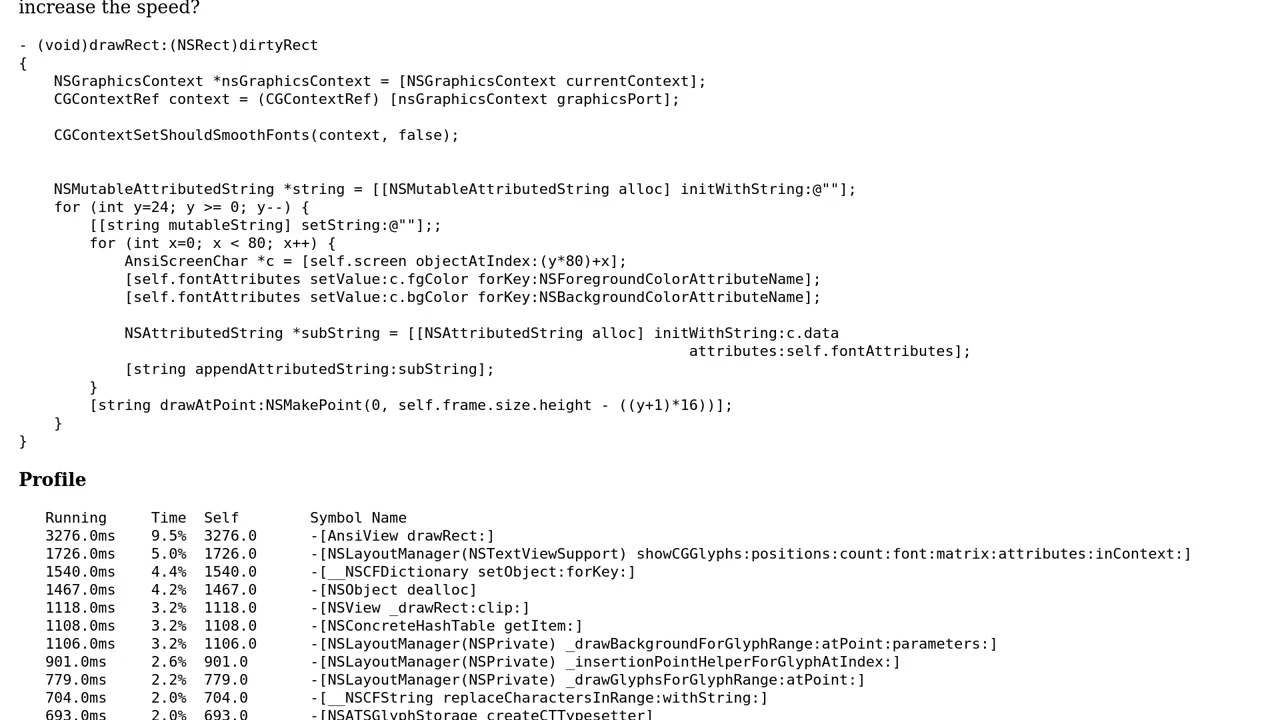 increase the speed?
- (void)drawRect:(NSRect)dirtyRect
{
    NSGraphicsContext *nsGraphicsContext = [NSGraphicsContext currentContext];
    CGContextRef context = (CGContextRef) [nsGraphicsContext graphicsPort];
    CGContextSetShouldSmoothFonts(context, false);
    NSMutableAttributedString *string = [[NSMutableAttributedString alloc] initWithString:@""];
    for (int y=24; y >= 0; y--) {
        [[string mutableString] setString:@""];;
        for (int x=0; x < 80; x++) {
            AnsiScreenChar *c = [self.screen objectAtIndex:(y*80)+x];
            [self.fontAttributes setValue:c.fgColor forKey:NSForegroundColorAttributeName];
            [self.fontAttributes setValue:c.bgColor forKey:NSBackgroundColorAttributeName];
            NSAttributedString *subString = [[NSAttributedString alloc] initWithString:c.data
                                                                            attributes:self.fontAttributes];
            [string appendAttributedString:subString];
        }
        [string drawAtPoint:NSMakePoint(0, self.frame.size.height - ((y+1)*16))];
    }
}
Profile
   Running     Time  Self        Symbol Name
   3276.0ms    9.5%  3276.0      -[AnsiView drawRect:]
   1726.0ms    5.0%  1726.0      -[NSLayoutManager(NSTextViewSupport) showCGGlyphs:positions:count:font:matrix:attributes:inContext:]
   1540.0ms    4.4%  1540.0      -[__NSCFDictionary setObject:forKey:]
   1467.0ms    4.2%  1467.0      -[NSObject dealloc]
   1118.0ms    3.2%  1118.0      -[NSView _drawRect:clip:]
   1108.0ms    3.2%  1108.0      -[NSConcreteHashTable getItem:]
   1106.0ms    3.2%  1106.0      -[NSLayoutManager(NSPrivate) _drawBackgroundForGlyphRange:atPoint:parameters:]
   901.0ms     2.6%  901.0       -[NSLayoutManager(NSPrivate) _insertionPointHelperForGlyphAtIndex:]
   779.0ms     2.2%  779.0       -[NSLayoutManager(NSPrivate) _drawGlyphsForGlyphRange:atPoint:]
   704.0ms     2.0%  704.0       -[__NSCFString replaceCharactersInRange:withString:]
   693.0ms     2.0%  693.0       -[NSATSGlyphStorage createCTTypesetter]